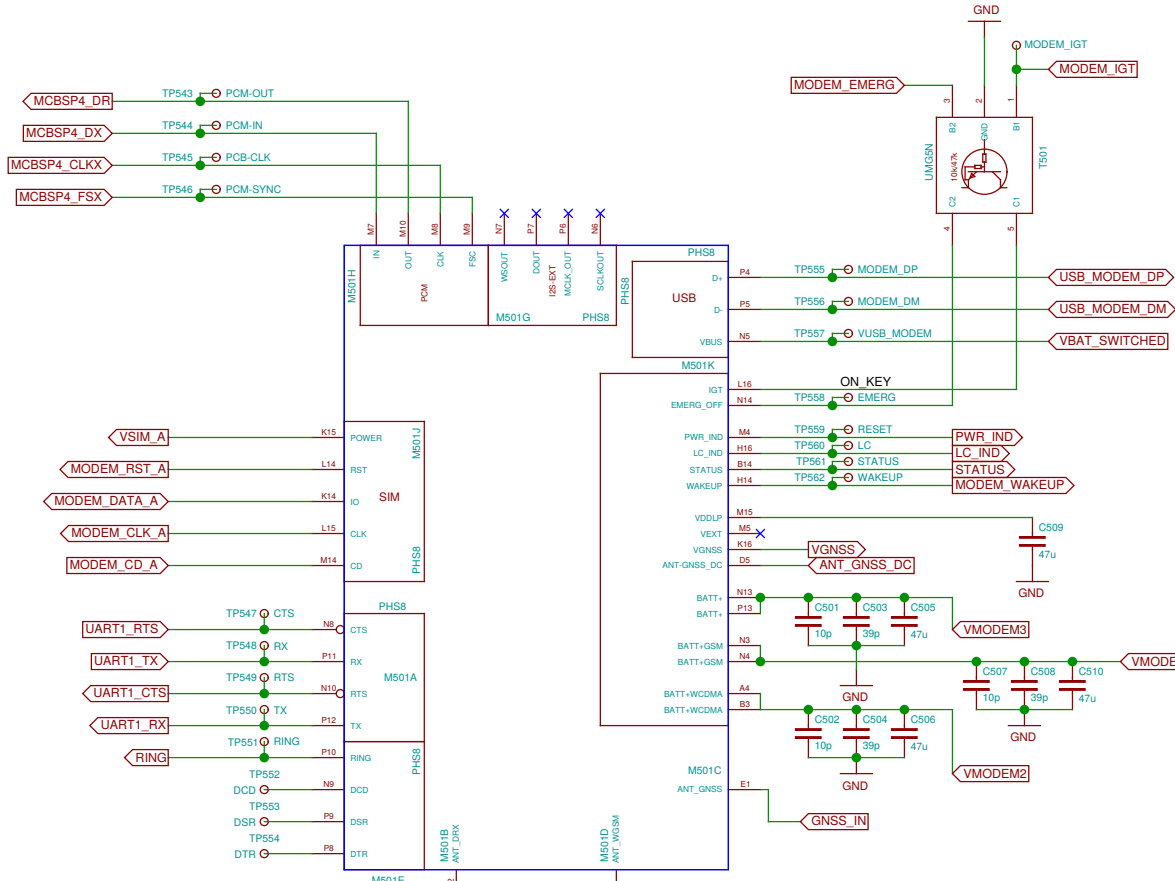 GND
MODEM_IGT
MODEM_IGT
MODEM_EMERG
3
2
1
B2
GND
B1
UMG5N
10k/47k
T501
C2
C1
4
5
MCBSP4_DR
TP543
PCM-OUT
MCBSP4_DX
TP544
PCM-IN
MCBSP4_CLKX
TP545
PCB-CLK
MCBSP4_FSX
TP546
PCM-SYNC
M7
M10
M8
M9
N7
P7
P6
N6
IN
OUT
CLK
FSC
WSOUT
DOUT
MCLK_OUT
SCLKOUT
M501H
PCM
I2S-EXT
M501G
PHS8
PHS8
PHS8
USB
D+
P4
TP555
MODEM_DP
USB_MODEM_DP
D-
P5
TP556
MODEM_DM
USB_MODEM_DM
VBUS
N5
TP557
VUSB_MODEM
VBAT_SWITCHED
M501K
IGT
L16
ON_KEY
EMERG_OFF
N14
TP558
EMERG
PWR_IND
M4
TP559
RESET
PWR_IND
LC_IND
H16
TP560
LC
LC_IND
STATUS
B14
TP561
STATUS
STATUS
WAKEUP
H14
TP562
WAKEUP
MODEM_WAKEUP
VDDLP
M15
C509
47u
GND
VEXT
M5
VGNSS
K16
VGNSS
ANT-GNSS_DC
D5
ANT_GNSS_DC
BATT+
N13
BATT+
P13
C501
10p
C503
39p
C505
47u
VMODEM3
GND
BATT+GSM
N3
BATT+GSM
N4
VMODE
C507
10p
C508
39p
C510
47u
GND
BATT+WCDMA
A4
BATT+WCDMA
B3
C502
10p
C504
39p
C506
47u
VMODEM2
GND
M501C
ANT_GNSS
E1
GNSS_IN
VSIM_A
K15
POWER
M501J
MODEM_RST_A
L14
RST
MODEM_DATA_A
K14
IO
SIM
MODEM_CLK_A
L15
CLK
MODEM_CD_A
M14
CD
PHS8
PHS8
TP547
CTS
UART1_RTS
N8
CTS
TP548
RX
UART1_TX
P11
RX
TP549
RTS
M501A
UART1_CTS
N10
RTS
TP550
TX
UART1_RX
P12
TX
TP551
RING
RING
P10
RING
PHS8
TP552
DCD
N9
DCD
TP553
DSR
P9
DSR
TP554
DTR
P8
DTR
M501B
ANT_DRX
M501D
ANT_WGSM